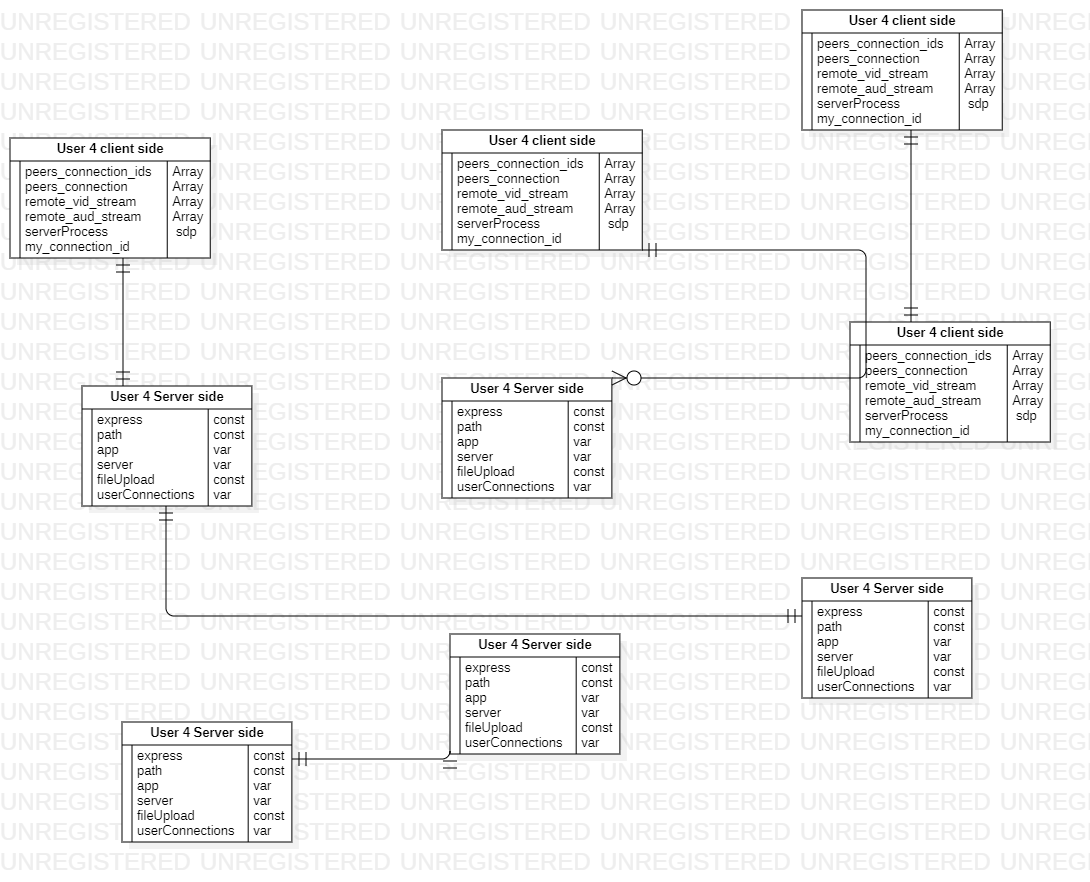 User 4 client side
peers_connection_ids Array
peers_connection Array
remote_vid_stream Array
remote_aud_stream Array
serverProcess sdp
my_connection_id
User 4 client side
peers_connection_ids Array
peers_connection Array
remote_vid_stream Array
remote_aud_stream Array
serverProcess sdp
my_connection_id
User 4 client side
peers_connection_ids Array
peers_connection Array
remote_vid_stream Array
remote_aud_stream Array
serverProcess sdp
my_connection_id
User 4 client side
peers_connection_ids Array
peers_connection Array
remote_vid_stream Array
remote_aud_stream Array
serverProcess sdp
my_connection_id
User 4 Server side
express const
path const
app var
server var
fileUpload const
userConnections var
User 4 Server side
express const
path const
app var
server var
fileUpload const
userConnections var
User 4 Server side
express const
path const
app var
server var
fileUpload const
userConnections var
User 4 Server side
express const
path const
app var
server var
fileUpload const
userConnections var
User 4 Server side
express const
path const
app var
server var
fileUpload const
userConnections var
UNREGISTERED